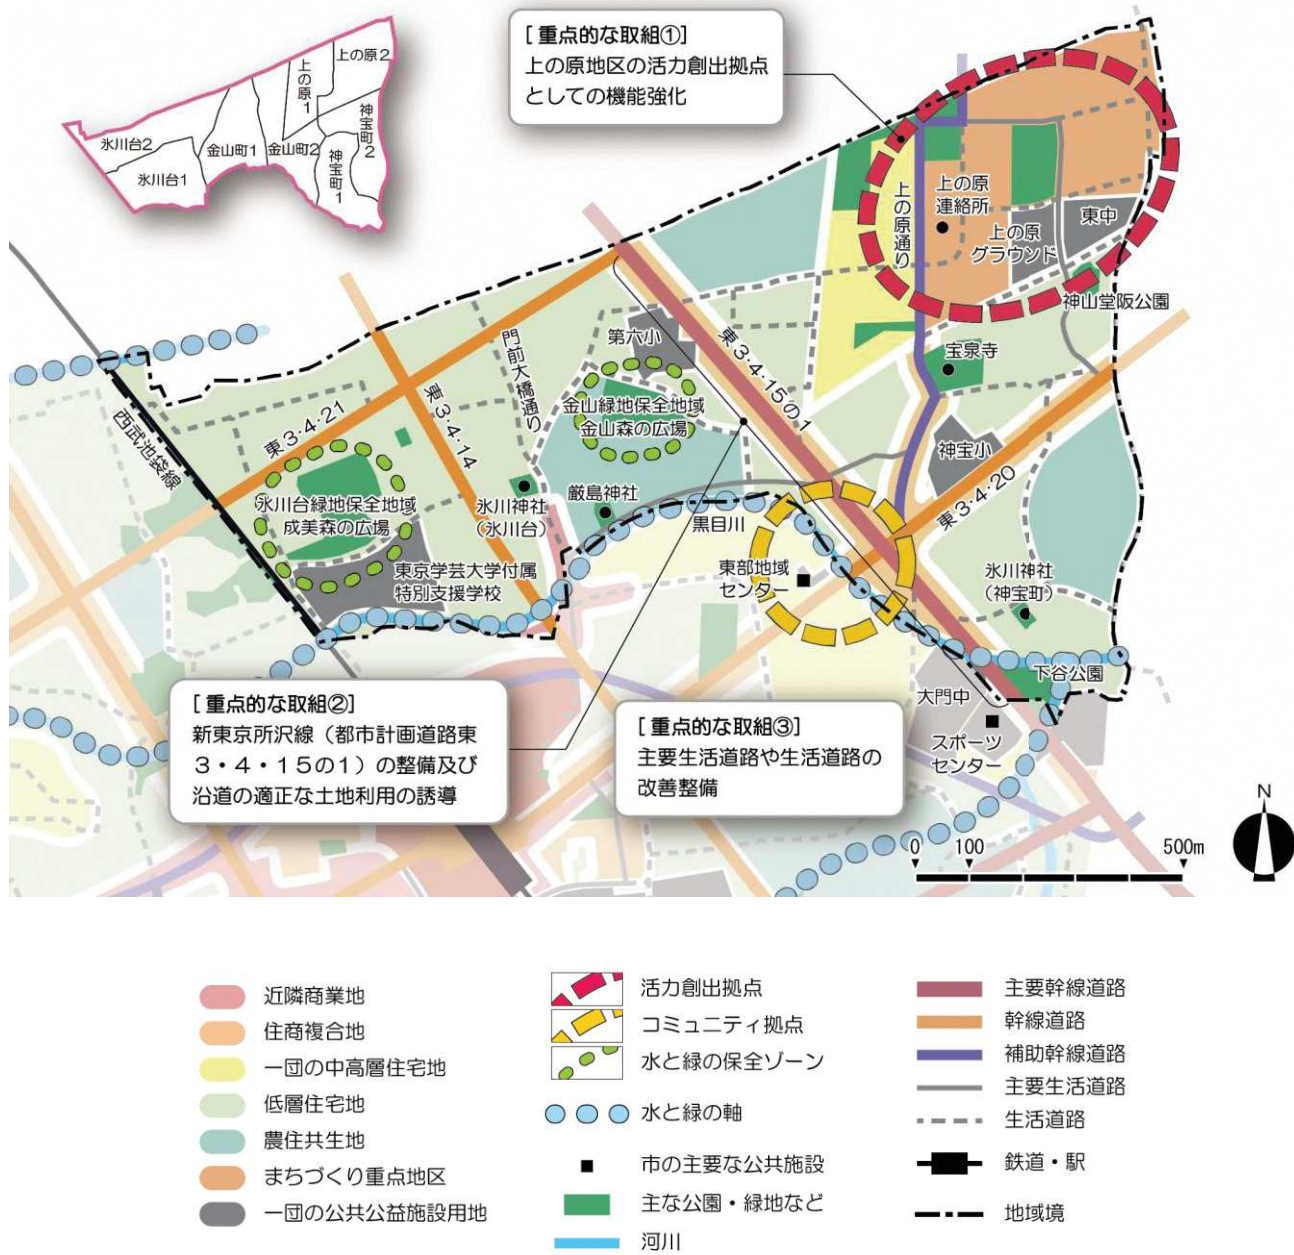 [重点的な取組①]
上の原地区の活力創出拠点
としての機能強化
上の原2
上の原1
神宝町2
氷川台2
金山町1
金山町2
神宝町1
氷川台1
上の原通り
上の原
連絡所
東中
上の原
グラウンド
神山堂阪公園
第六小
東3・4・15の1
宝泉寺
門前大橋通り
金山緑地保全地域
金山森の広場
東3・4・21
東3・4・14
西武池袋線
神宝小
東3・4・20
氷川台緑地保全地域
成美森の広場
氷川神社
(氷川台)
厳島神社
黒目川
東京学芸大学付属
特別支援学校
東部地域
センター
氷川神社
(神宝町)
下谷公園
大門中
スポーツ
センター
[重点的な取組②]
新東京所沢線(都市計画道路東
3・4・15の1)の整備及び
沿道の適正な土地利用の誘導
[重点的な取組③]
主要生活道路や生活道路の
改善整備
N
0 100 500m
近隣商業地
住商複合地
一団の中高層住宅地
低層住宅地
農住共生地
まちづくり重点地区
一団の公共公益施設用地
活力創出拠点
コミュニティ拠点
水と緑の保全ゾーン
水と緑の軸
市の主要な公共施設
主な公園・緑地など
河川
主要幹線道路
幹線道路
補助幹線道路
主要生活道路
生活道路
鉄道・駅
地域境